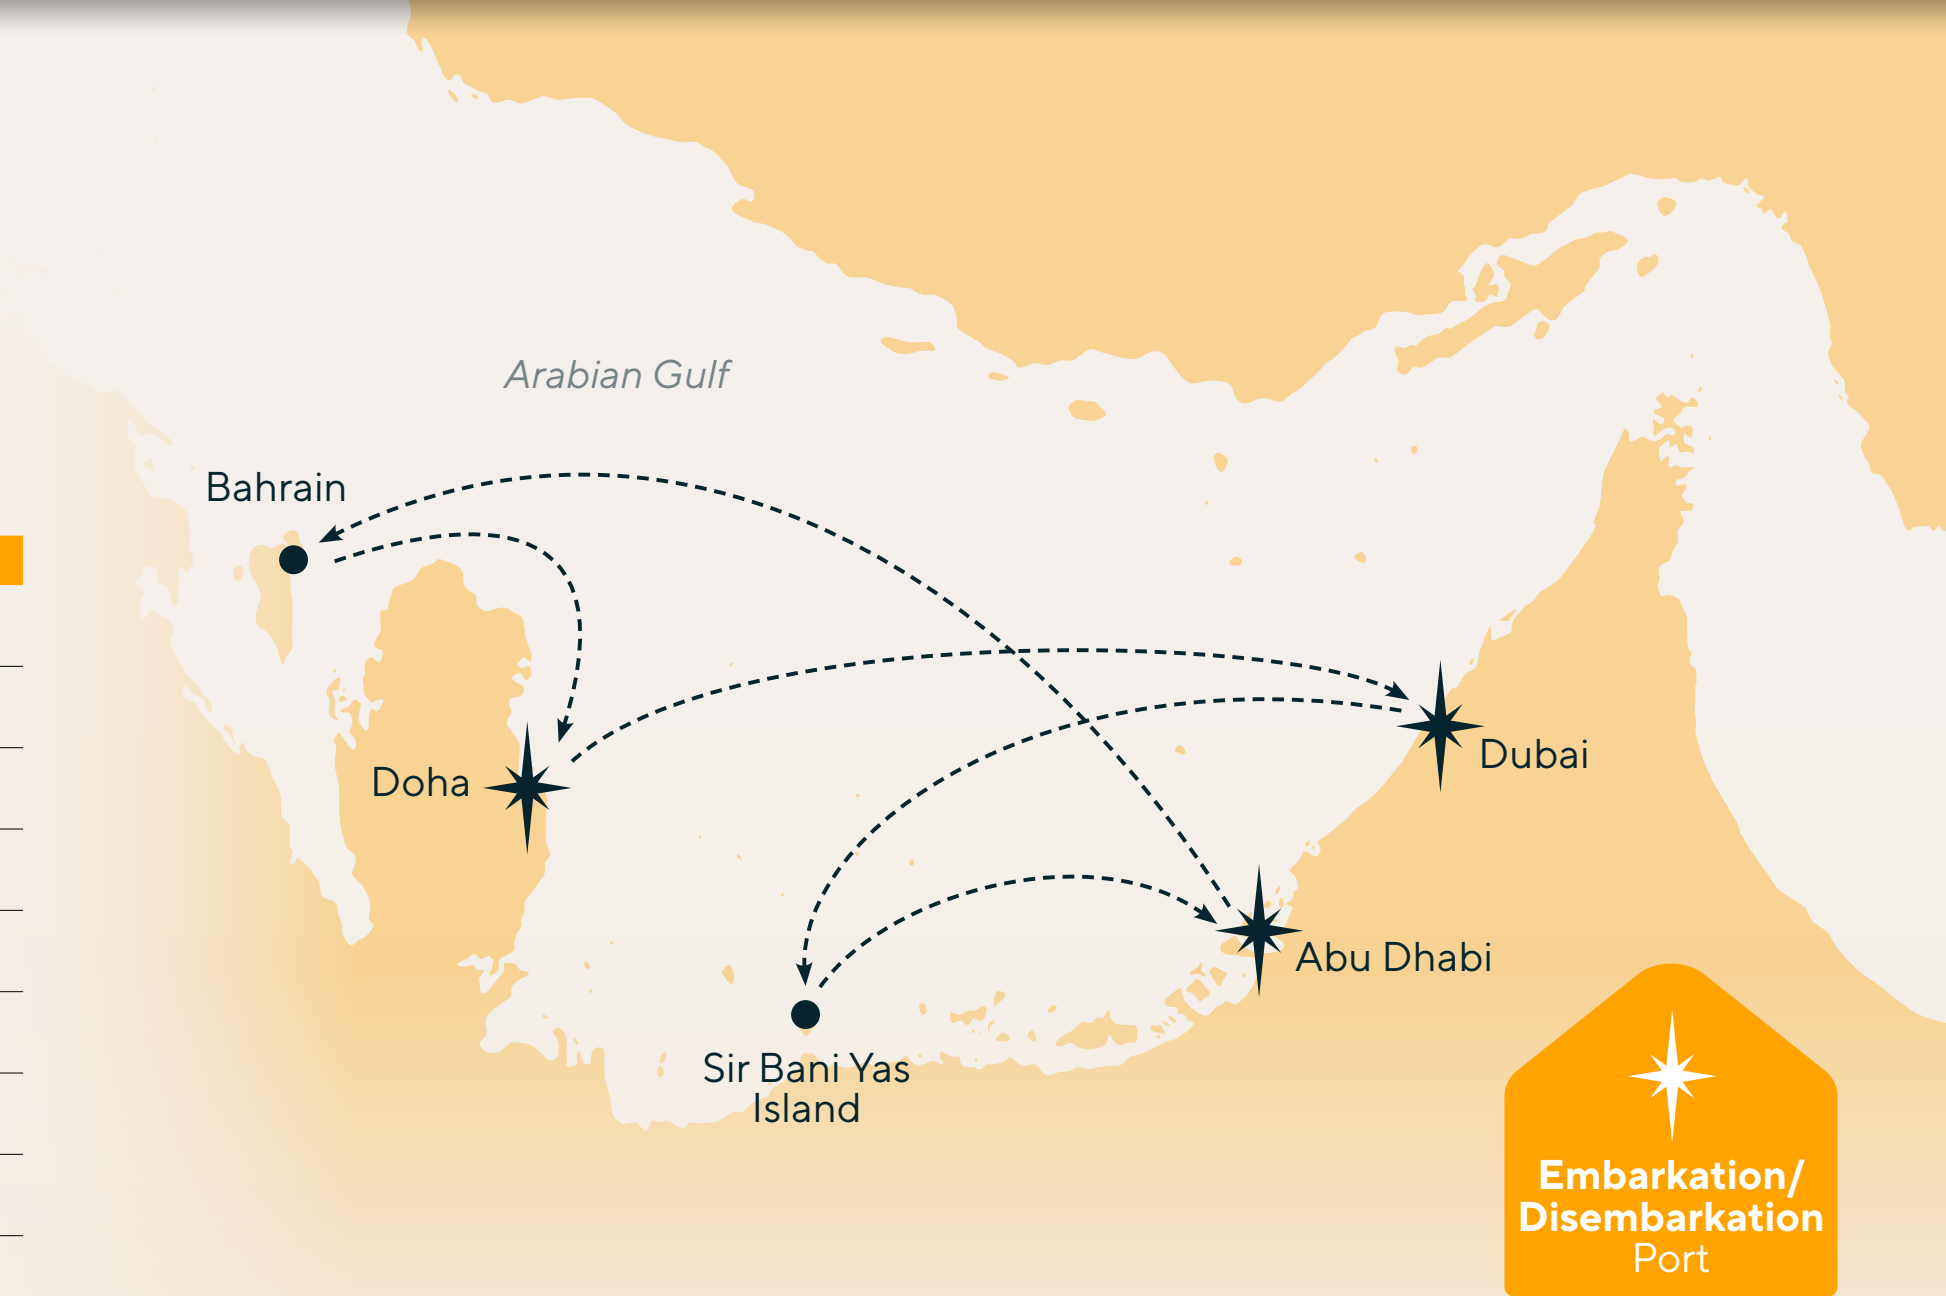 Arabian Gulf
Bahrain
Doha
Dubai
Abu Dhabi
Sir Bani Yas
Island
Embarkation/
Disembarkation
Port